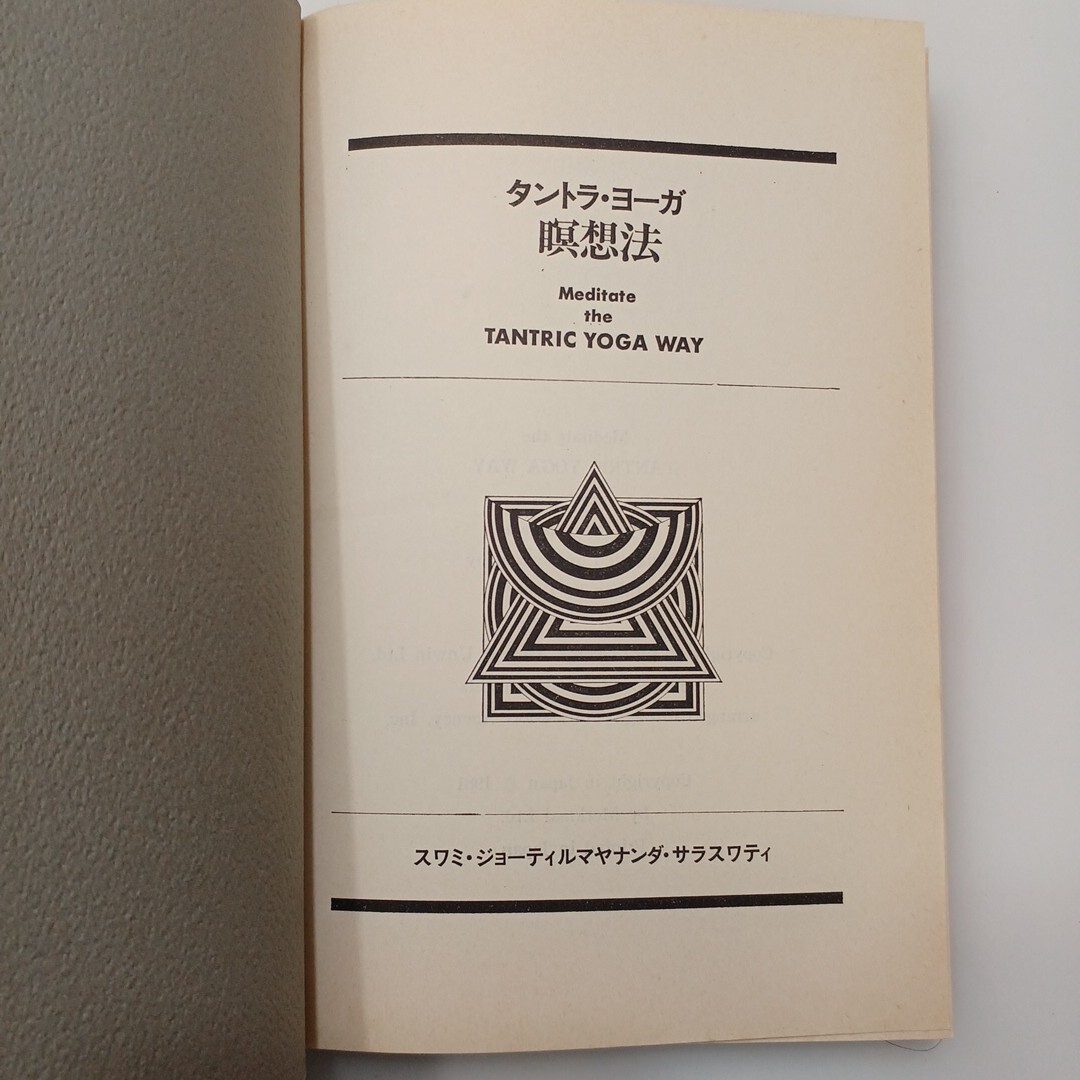 タントラ・ヨーガ
瞑想法
Meditate
the
TANTRIC YOGA WAY
スワミ・ジョーティルマヤナンダ・サラスワティ